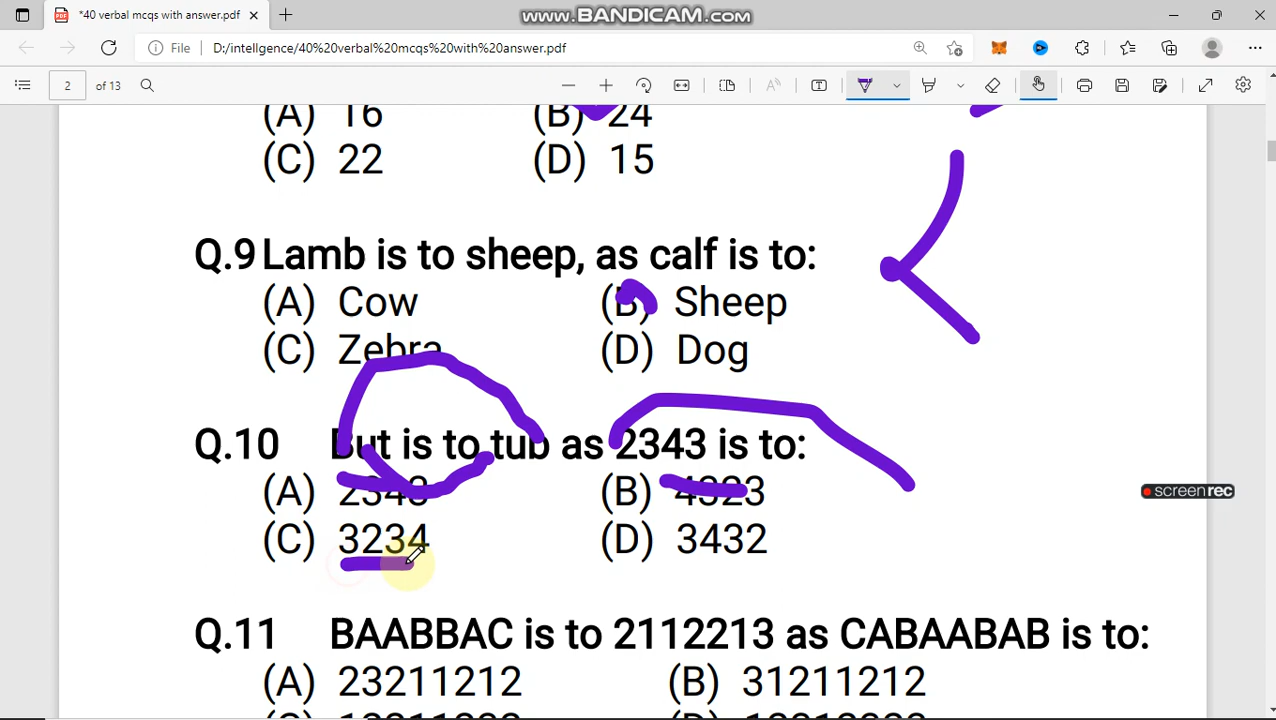 *40 verbal mcqs with answer.pdf
www.BANDICAM.com
File D:/intellgence/40%20verbal%20mcqs%20with%20answer.pdf
2 of 13
(A) 16 (B) 24
(C) 22 (D) 15
Q.9 Lamb is to sheep, as calf is to:
(A) Cow (B) Sheep
(C) Zebra (D) Dog
Q.10 But is to tub as 2343 is to:
(A) 2343 (B) 4323
(C) 3234 (D) 3432
screenrec
Q.11 BAABBAC is to 2112213 as CABAABAB is to:
(A) 23211212 (B) 31211212